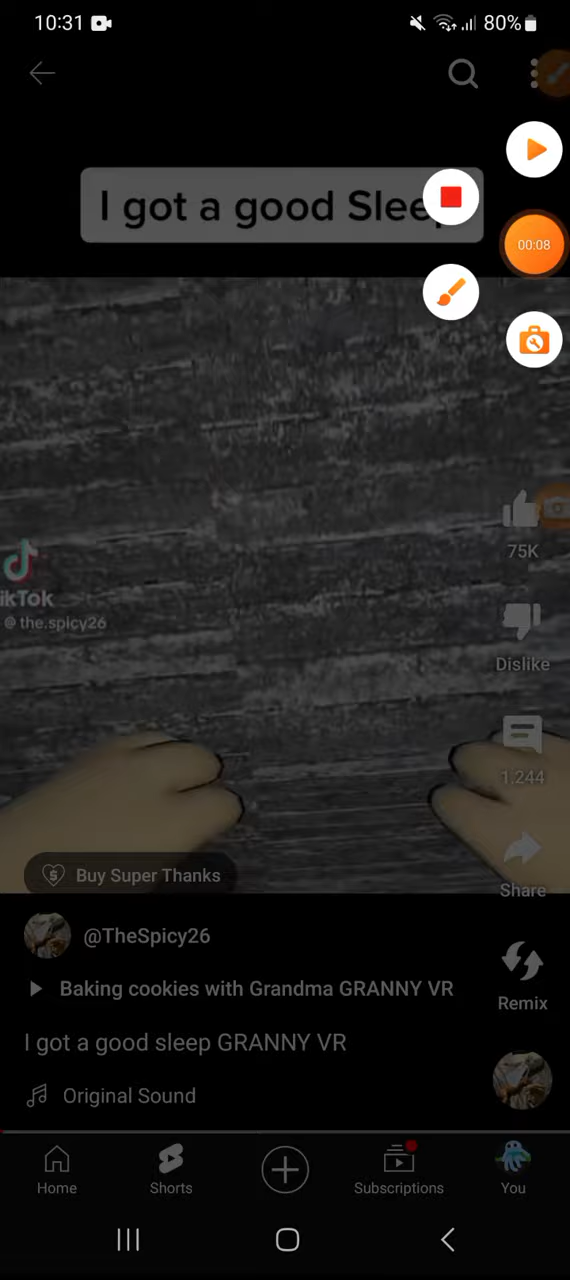 10:31
80%
I got a good Slee
00:08
75K
ikTok
@ the.spicy26
Dislike
1,244
Buy Super Thanks
Share
@TheSpicy26
Baking cookies with Grandma GRANNY VR
Remix
I got a good sleep GRANNY VR
Original Sound
Home
Shorts
Subscriptions
You